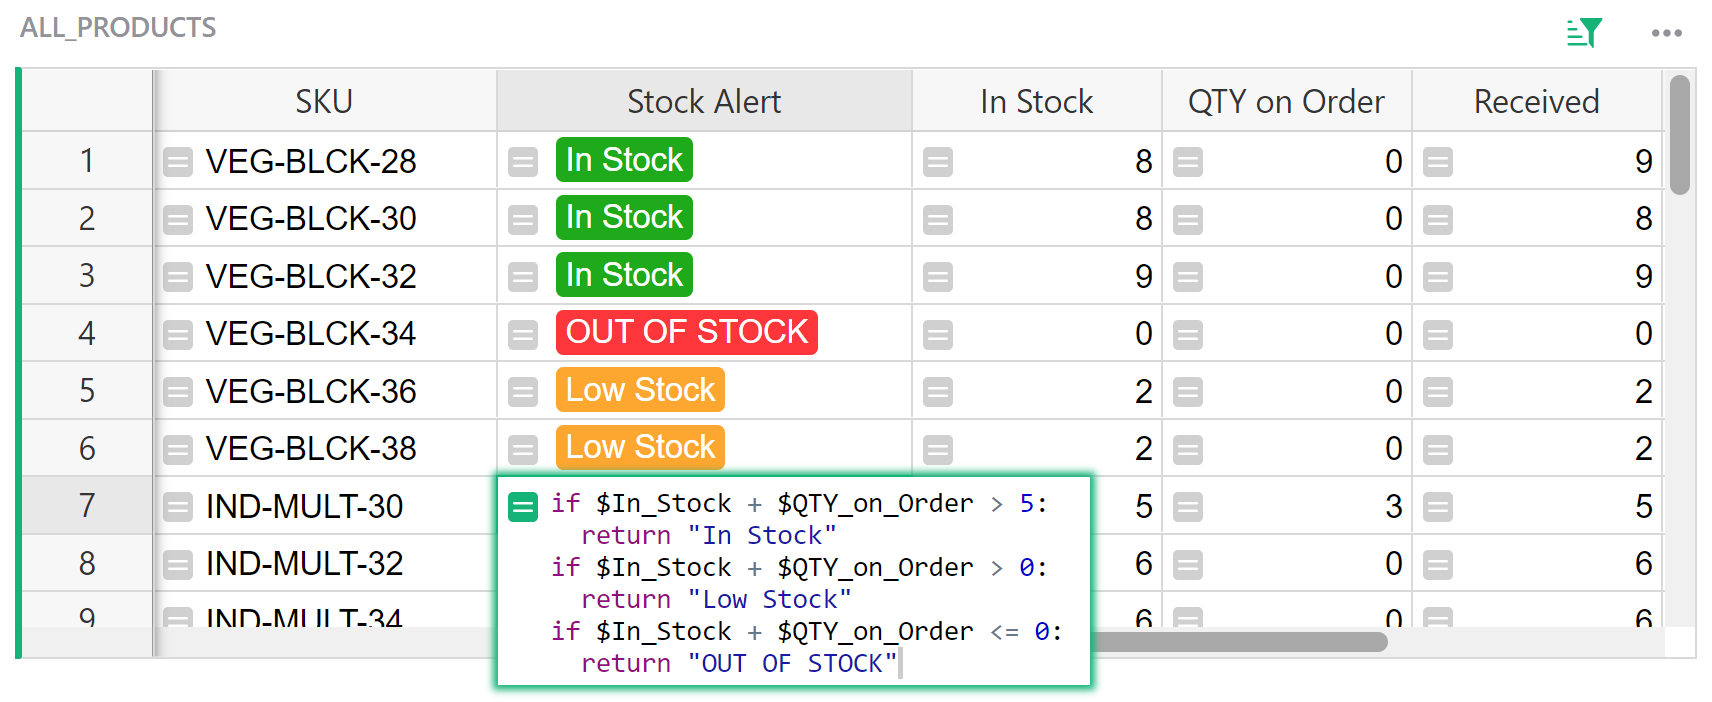 ALL_PRODUCTS
SKU Stock Alert In Stock QTY on Order Received
1 VEG-BLCK-28 In Stock 8 0 9
2 VEG-BLCK-30 In Stock 8 0 8
3 VEG-BLCK-32 In Stock 9 0 9
4 VEG-BLCK-34 OUT OF STOCK 0 0 0
5 VEG-BLCK-36 Low Stock 2 0 2
6 VEG-BLCK-38 Low Stock 2 0 2
7 IND-MULT-30 5 3 5
8 IND-MULT-32 6 0 6
9 IND-MULT-34 6 0 6
if $In_Stock + $QTY_on_Order > 5:
return "In Stock"
if $In_Stock + $QTY_on_Order > 0:
return "Low Stock"
if $In_Stock + $QTY_on_Order <= 0:
return "OUT OF STOCK"